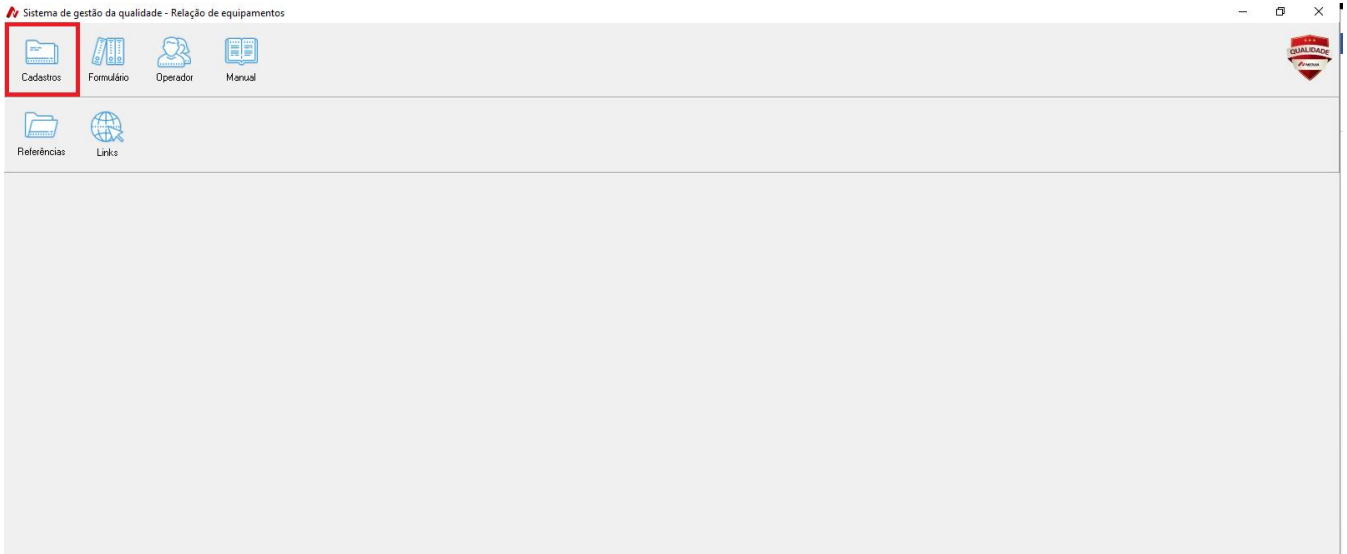 Sistema de gestão da qualidade - Relação de equipamentos
Cadastros Formulário Operador Manual
QUALIDADE
Referências Links